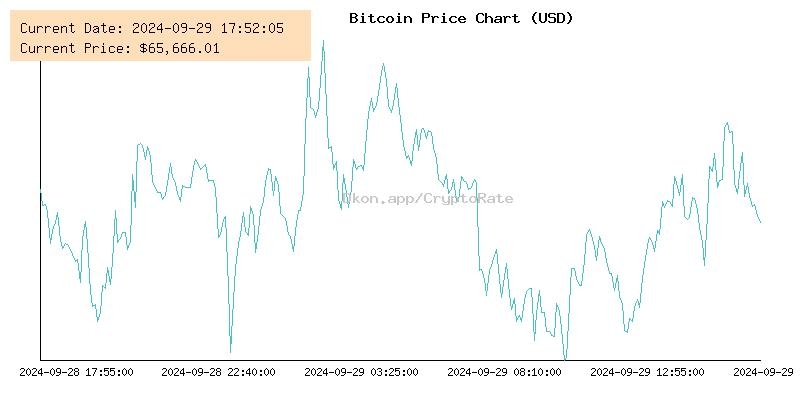 Bitcoin Price Chart (USD)
Current Date: 2024-09-29 17:52:05
Current Price: $65,666.01
0kon.app/CryptoRate
2024-09-28 17:55:00 2024-09-28 22:40:00 2024-09-29 03:25:00 2024-09-29 08:10:00 2024-09-29 12:55:00 2024-09-29